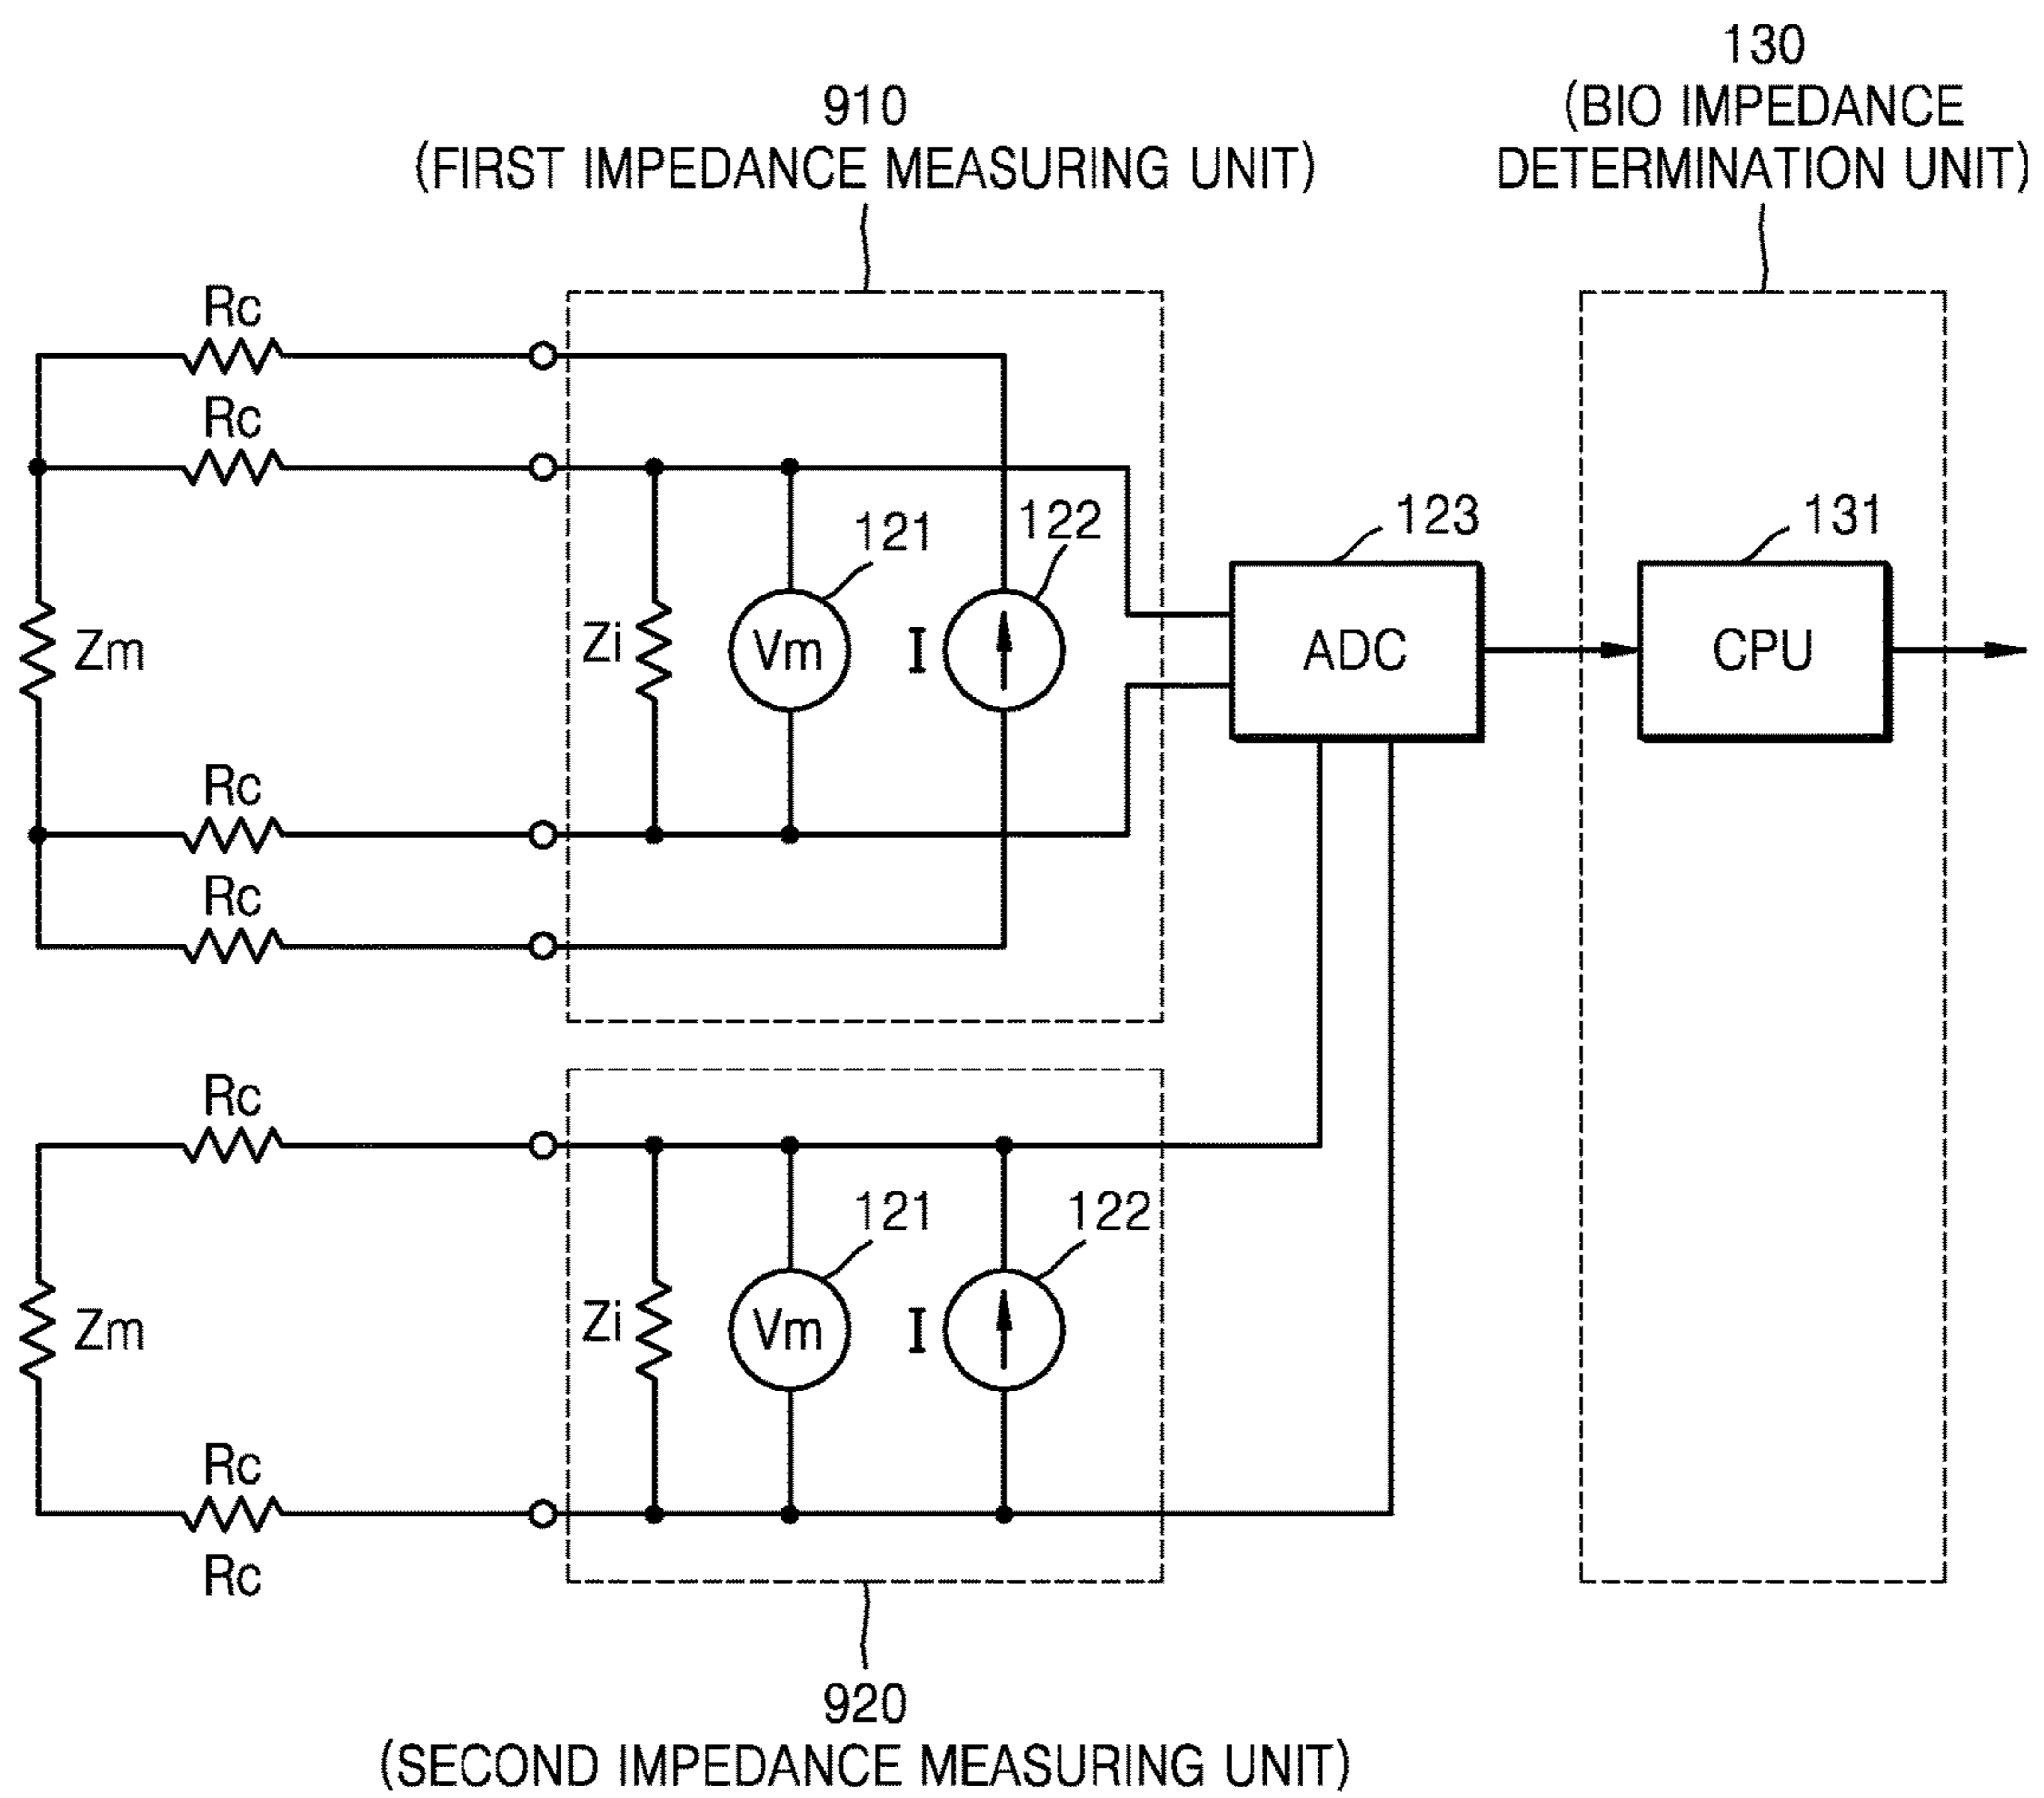 130
(BIO IMPEDANCE
DETERMINATION UNIT)
910
(FIRST IMPEDANCE MEASURING UNIT)
Rc
Rc
121
122
123
131
Zm
Zi
Vm
I
ADC
CPU
Rc
Rc
Rc
121
122
Zm
Zi
Vm
I
Rc
Rc
920
(SECOND IMPEDANCE MEASURING UNIT)